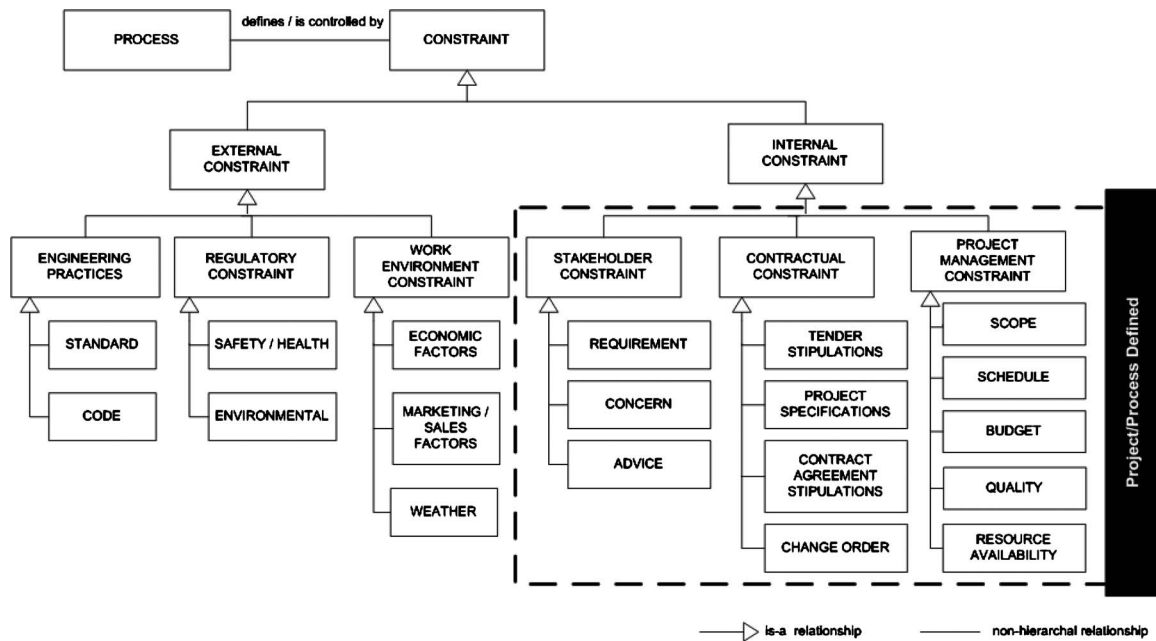 defines / is controlled by
PROCESS
CONSTRAINT
EXTERNAL
CONSTRAINT
INTERNAL
CONSTRAINT
ENGINEERING
PRACTICES
REGULATORY
CONSTRAINT
WORK
ENVIRONMENT
CONSTRAINT
STAKEHOLDER
CONSTRAINT
CONTRACTUAL
CONSTRAINT
PROJECT
MANAGEMENT
CONSTRAINT
STANDARD
CODE
SAFETY / HEALTH
ENVIRONMENTAL
ECONOMIC
FACTORS
MARKETING /
SALES
FACTORS
WEATHER
REQUIREMENT
CONCERN
ADVICE
TENDER
STIPULATIONS
PROJECT
SPECIFICATIONS
CONTRACT
AGREEMENT
STIPULATIONS
CHANGE ORDER
SCOPE
SCHEDULE
BUDGET
QUALITY
RESOURCE
AVAILABILITY
Project/Process Defined
is-a relationship
non-hierarchal relationship